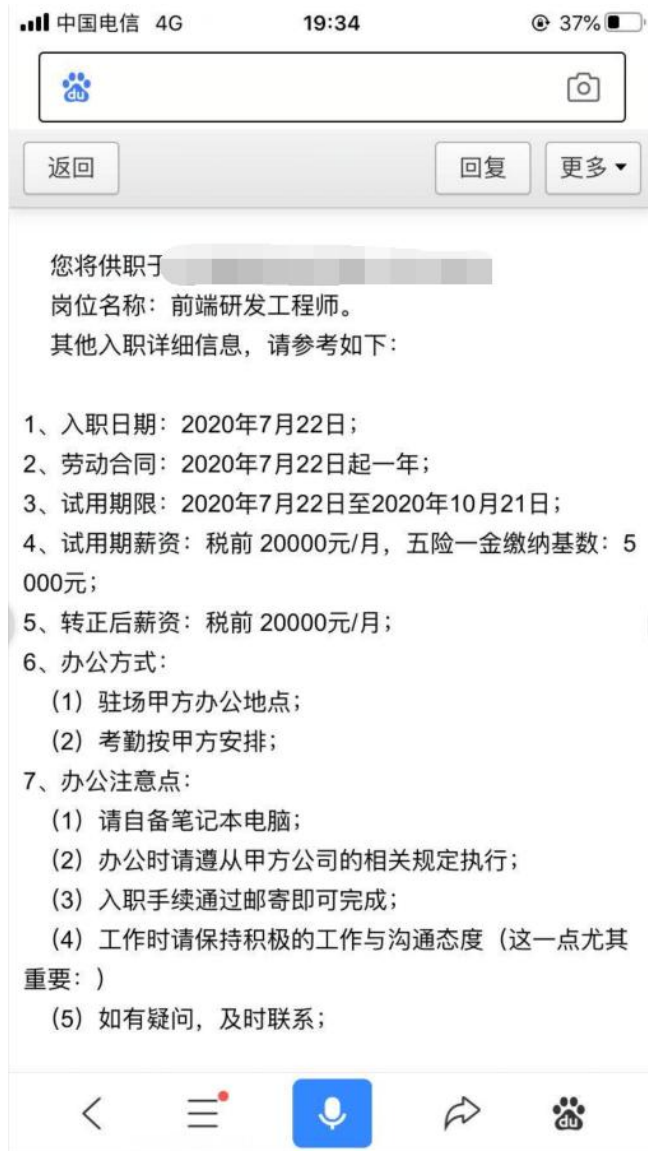 中国电信 4G 19:34 37%
du
返回 回复 更多
您将供职于
岗位名称：前端研发工程师。
其他入职详细信息，请参考如下：
1、入职日期：2020年7月22日；
2、劳动合同：2020年7月22日起一年；
3、试用期限：2020年7月22日至2020年10月21日；
4、试用期薪资：税前 20000元/月，五险一金缴纳基数：5
000元；
5、转正后薪资：税前 20000元/月；
6、办公方式：
（1）驻场甲方办公地点；
（2）考勤按甲方安排；
7、办公注意点：
（1）请自备笔记本电脑；
（2）办公时请遵从甲方公司的相关规定执行；
（3）入职手续通过邮寄即可完成；
（4）工作时请保持积极的工作与沟通态度（这一点尤其
重要：）
（5）如有疑问，及时联系；
du